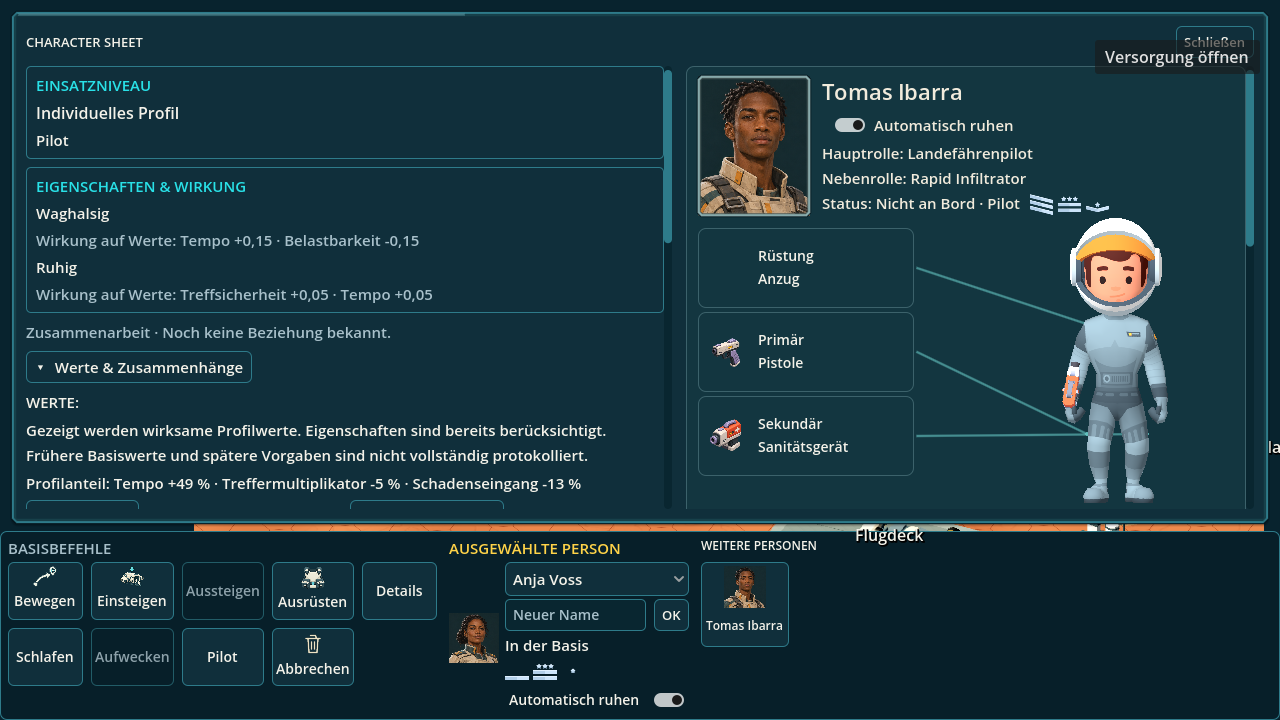 CHARACTER SHEET
Schließen
Versorgung öffnen
EINSATZNIVEAU
Individuelles Profil
Pilot
EIGENSCHAFTEN & WIRKUNG
Waghalsig
Wirkung auf Werte: Tempo +0,15 · Belastbarkeit -0,15
Ruhig
Wirkung auf Werte: Treffsicherheit +0,05 · Tempo +0,05
Zusammenarbeit · Noch keine Beziehung bekannt.
Werte & Zusammenhänge
WERTE:
Gezeigt werden wirksame Profilwerte. Eigenschaften sind bereits berücksichtigt.
Frühere Basiswerte und spätere Vorgaben sind nicht vollständig protokolliert.
Profilanteil: Tempo +49 % · Treffermultiplikator -5 % · Schadenseingang -13 %
Tomas Ibarra
Automatisch ruhen
Hauptrolle: Landefährenpilot
Nebenrolle: Rapid Infiltrator
Status: Nicht an Bord · Pilot
Rüstung
Anzug
Primär
Pistole
Sekundär
Sanitätsgerät
la
Flugdeck
BASISBEFEHLE
Bewegen
Einsteigen
Aussteigen
Ausrüsten
Details
Schlafen
Aufwecken
Pilot
Abbrechen
AUSGEWÄHLTE PERSON
Anja Voss
Neuer Name
OK
In der Basis
Automatisch ruhen
WEITERE PERSONEN
Tomas Ibarra